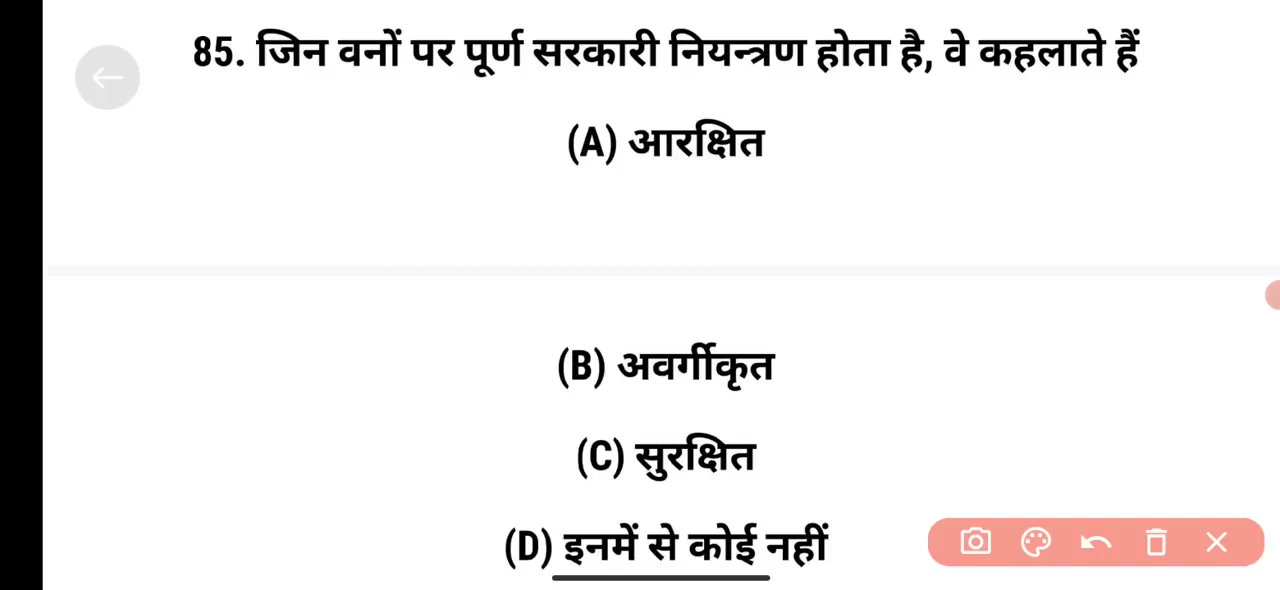 85. जिन वनों पर पूर्ण सरकारी नियन्त्रण होता है, वे कहलाते हैं
(A) आरक्षित
(B) अवर्गीकृत
(C) सुरक्षित
(D) इनमें से कोई नहीं